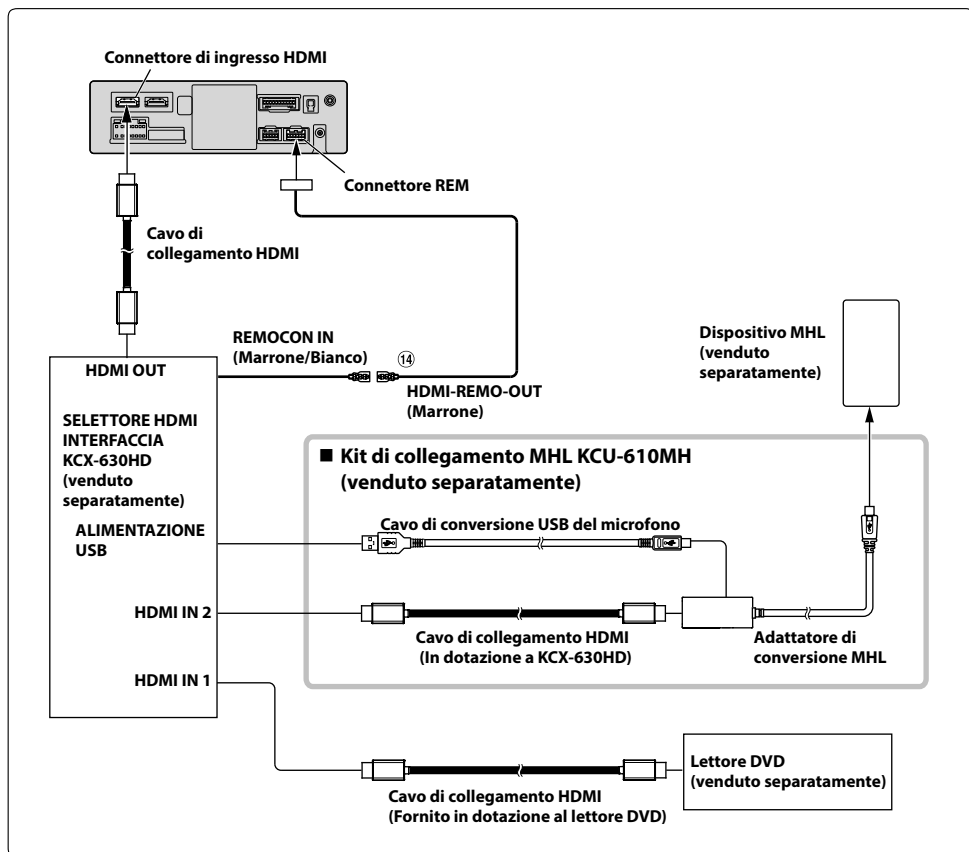 Connettore di ingresso HDMI
Connettore REM
Cavo di
collegamento HDMI
REMOCON IN
(Marrone/Bianco)
⑭
HDMI-REMO-OUT
(Marrone)
Dispositivo MHL
(venduto
separatamente)
HDMI OUT
SELETTORE HDMI
INTERFACCIA
KCX-630HD
(venduto
separatamente)
ALIMENTAZIONE
USB
HDMI IN 2
HDMI IN 1
■ Kit di collegamento MHL KCU-610MH
(venduto separatamente)
Cavo di conversione USB del microfono
Cavo di collegamento HDMI
(In dotazione a KCX-630HD)
Adattatore di
conversione MHL
Lettore DVD
(venduto separatamente)
Cavo di collegamento HDMI
(Fornito in dotazione al lettore DVD)